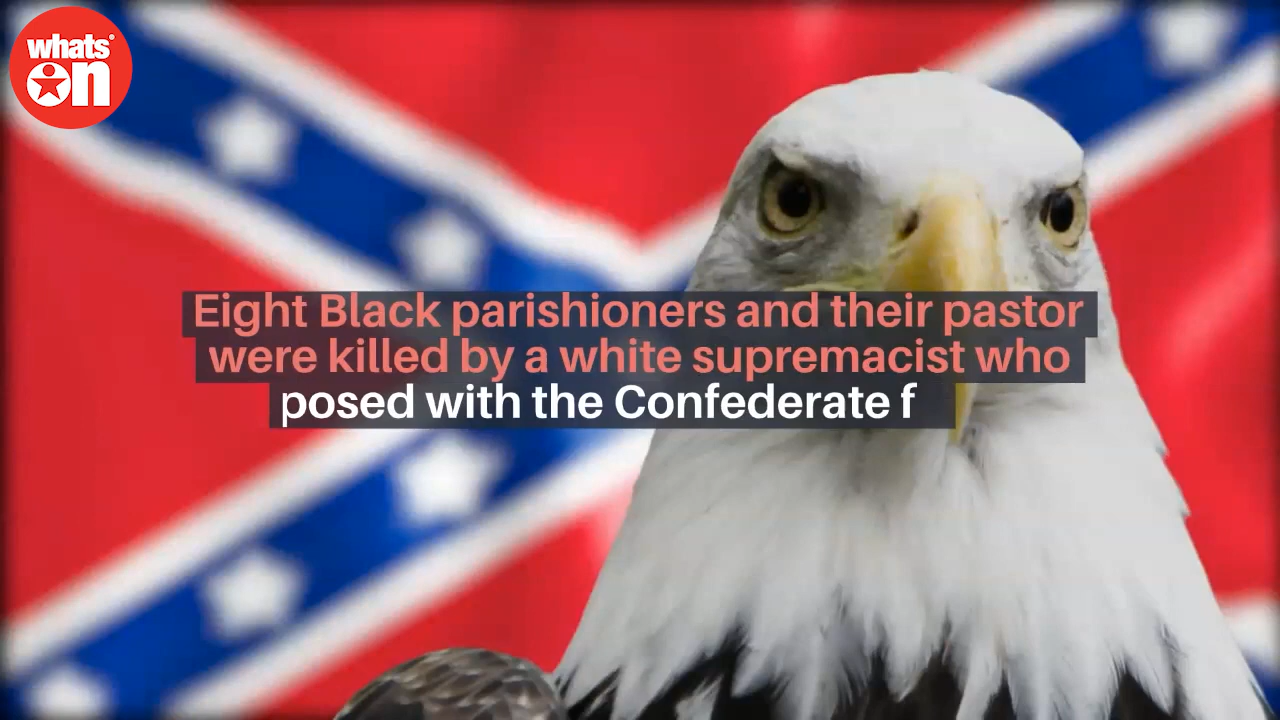 whats
on
Eight Black parishioners and their pastor
were killed by a white supremacist who
posed with the Confederate f